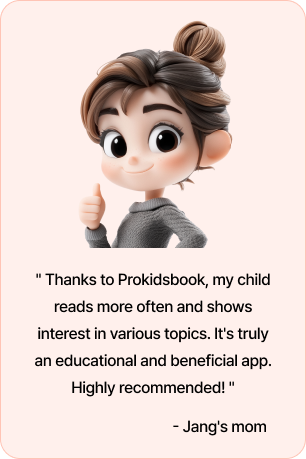 " Thanks to Prokidsbook, my child
reads more often and shows
interest in various topics. It's truly
an educational and beneficial app.
Highly recommended! "
- Jang's mom